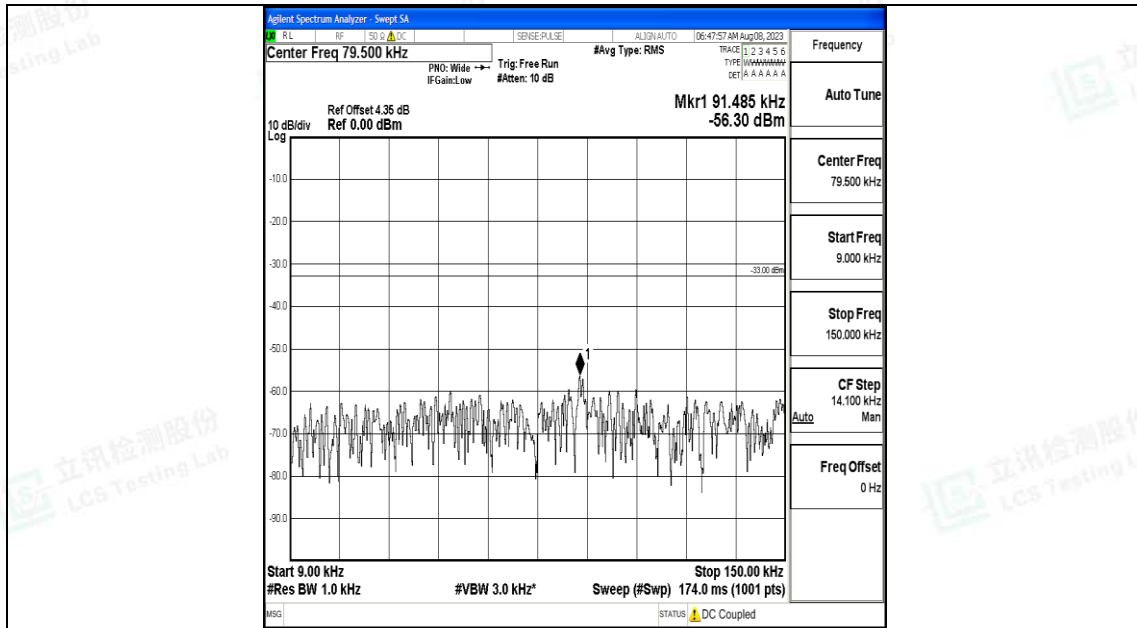 Agilent Spectrum Analyzer - Swept SA
RL RF 50 Ω DC SENSE:PULSE ALIGN AUTO 06:47:57 AM Aug 08, 2023
Center Freq 79.500 kHz #Avg Type: RMS TRACE 1 2 3 4 5 6
PNO: Wide Trig: Free Run TYPE
IFGain:Low #Atten: 10 dB DET A A A A A A
Ref Offset 4.35 dB Mkr1 91.485 kHz
10 dB/div Ref 0.00 dBm -56.30 dBm
Log
-10.0
-20.0
-30.0
-33.00 dBm
-40.0
-50.0
1
-60.0
-70.0
-80.0
-90.0
Start 9.00 kHz Stop 150.00 kHz
#Res BW 1.0 kHz #VBW 3.0 kHz* Sweep (#Swp) 174.0 ms (1001 pts)
MSG STATUS DC Coupled
Frequency
Auto Tune
Center Freq
79.500 kHz
Start Freq
9.000 kHz
Stop Freq
150.000 kHz
CF Step
14.100 kHz
Auto Man
Freq Offset
0 Hz
立讯检测股份
LCS Testing Lab